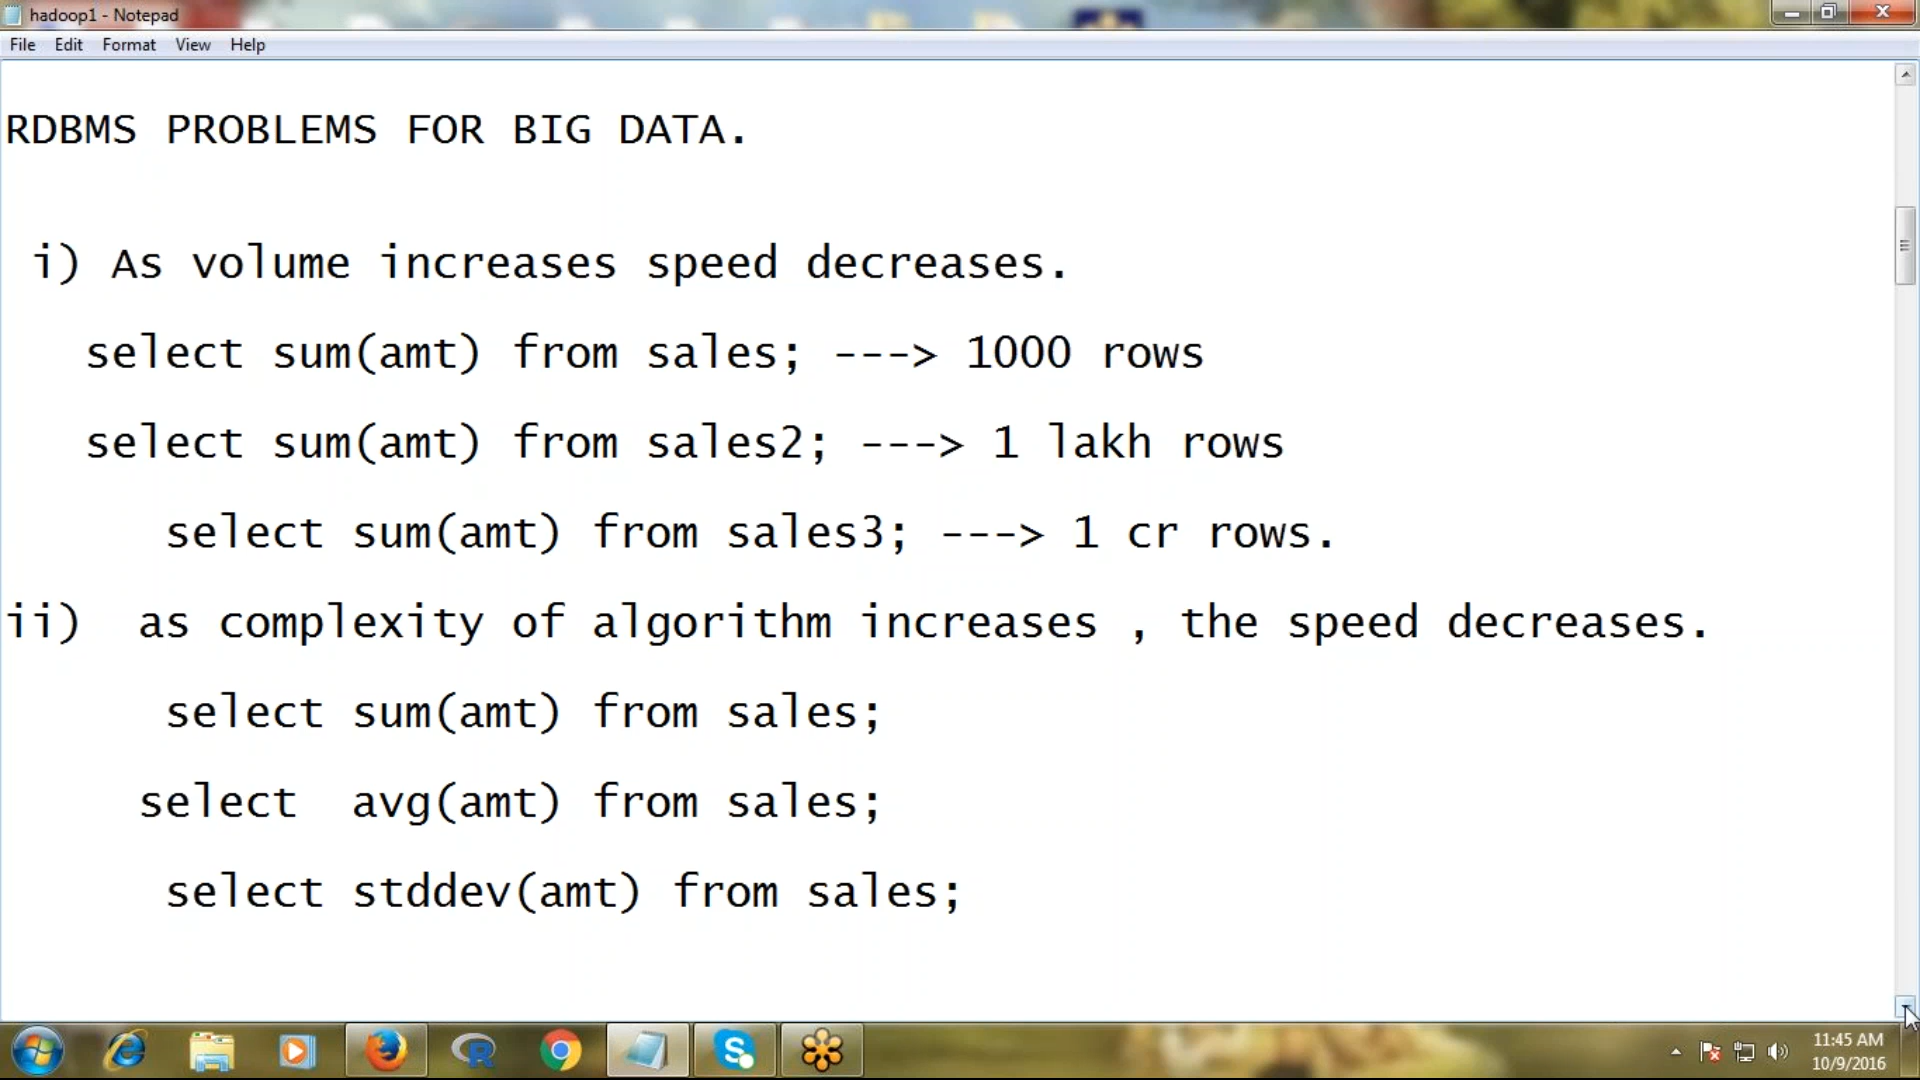 hadoop1 - Notepad
File Edit Format View Help
RDBMS PROBLEMS FOR BIG DATA.
i) As volume increases speed decreases.
select sum(amt) from sales; ---> 1000 rows
select sum(amt) from sales2; ---> 1 lakh rows
select sum(amt) from sales3; ---> 1 cr rows.
ii) as complexity of algorithm increases , the speed decreases.
select sum(amt) from sales;
select avg(amt) from sales;
select stddev(amt) from sales;
11:45 AM
10/9/2016